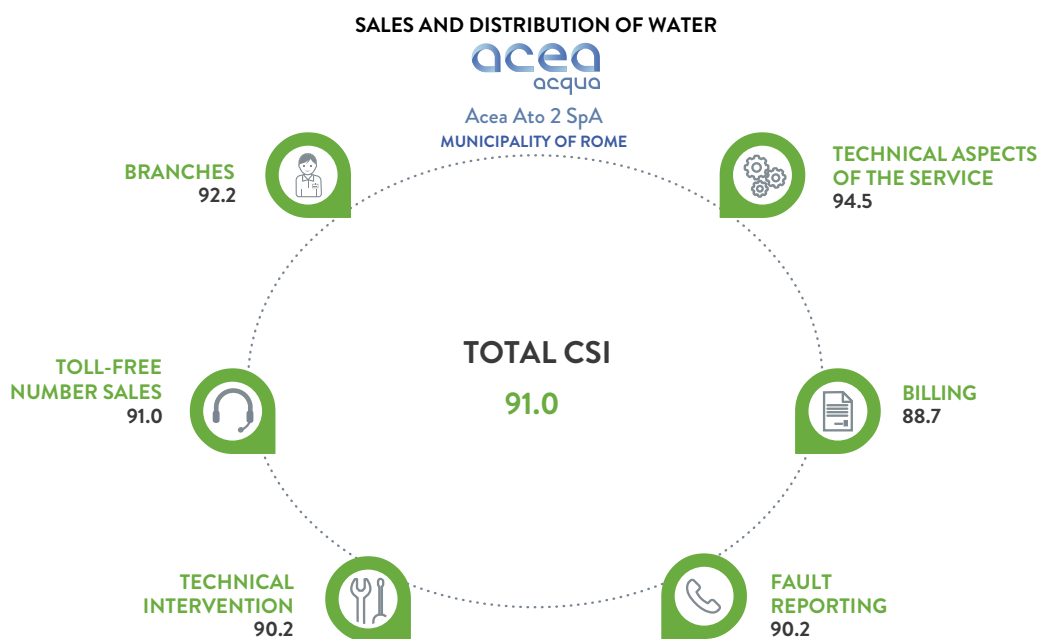 SALES AND DISTRIBUTION OF WATER
acea
acqua
Acea Ato 2 SpA
MUNICIPALITY OF ROME
BRANCHES
92.2
TECHNICAL ASPECTS
OF THE SERVICE
94.5
TOTAL CSI
91.0
TOLL-FREE
NUMBER SALES
91.0
BILLING
88.7
TECHNICAL
INTERVENTION
90.2
FAULT
REPORTING
90.2